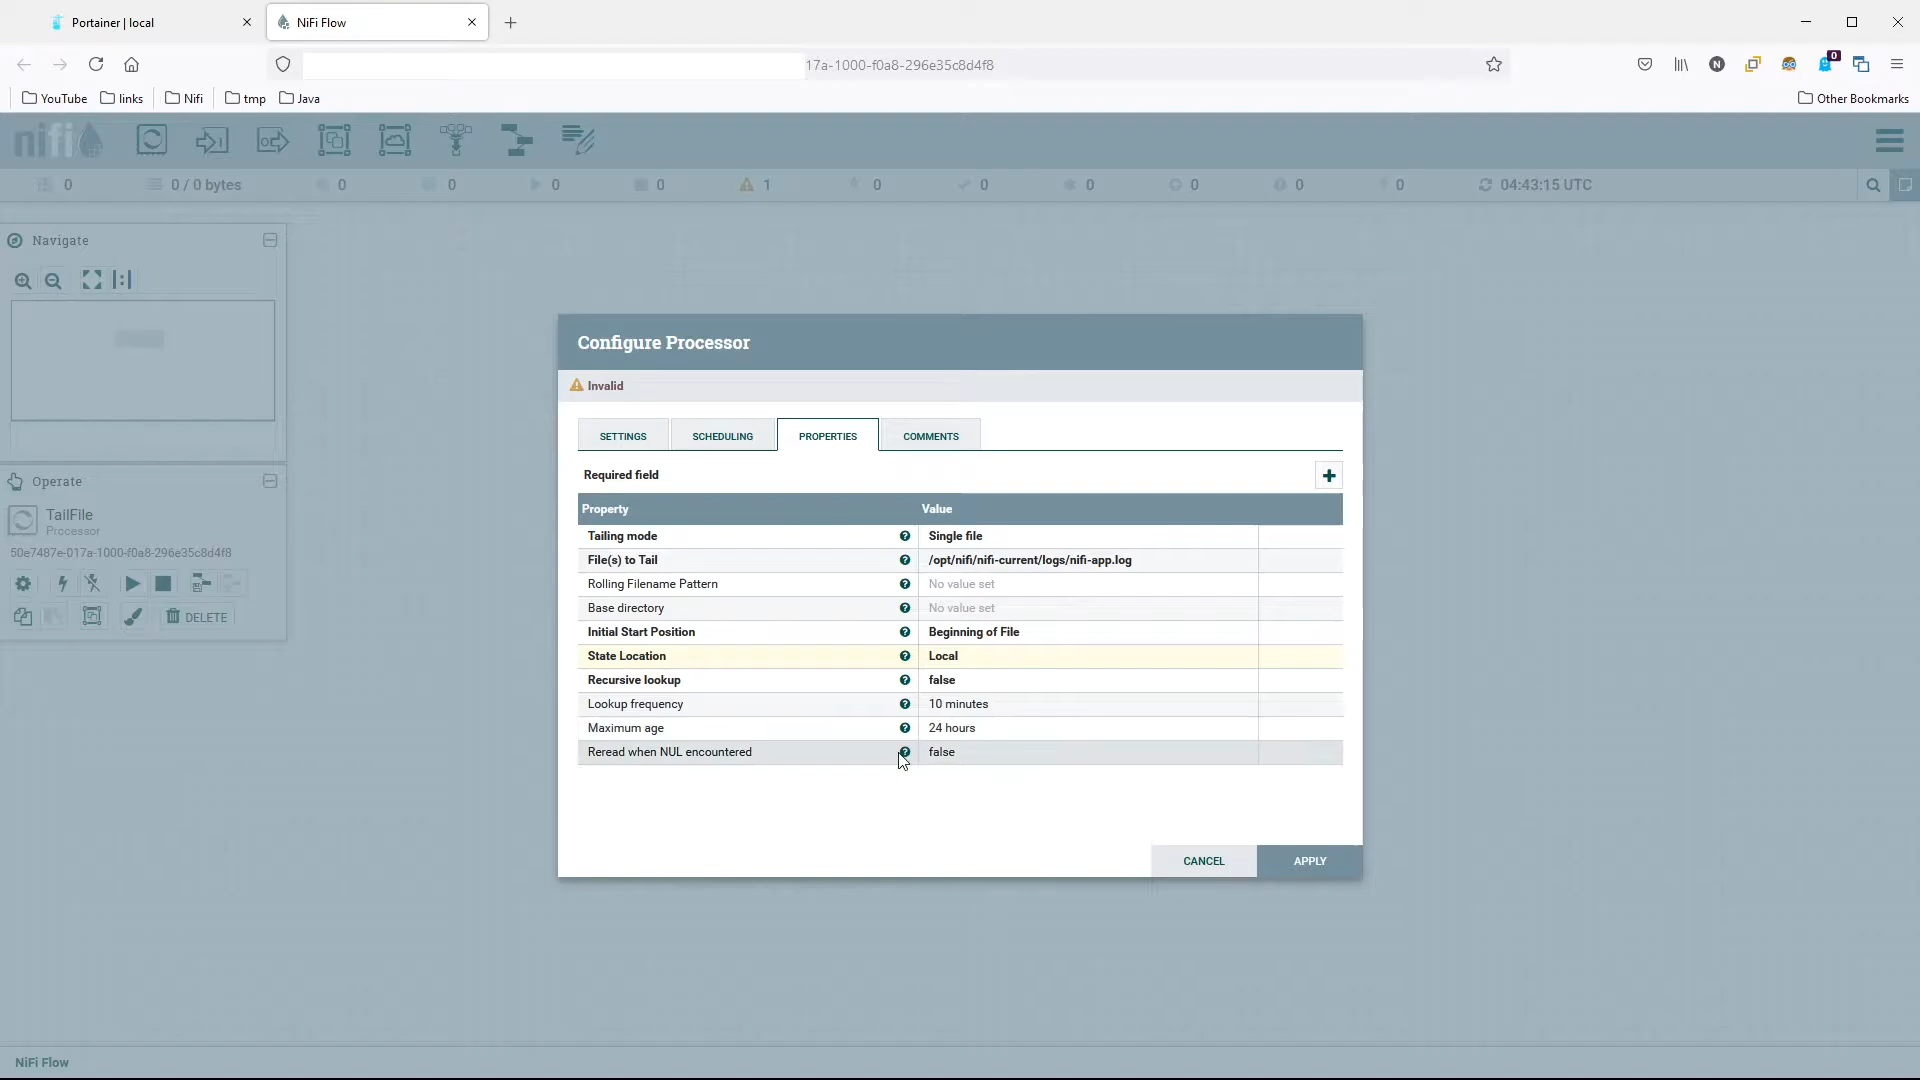 Portainer | local
NiFi Flow
17a-1000-f0a8-296e35c8d4f8
YouTube
links
Nifi
tmp
Java
Other Bookmarks
N
0
nifi
0
0 / 0 bytes
0
0
0
0
1
0
0
0
0
0
0
04:43:15 UTC
Navigate
Operate
TailFile
Processor
50e7487e-017a-1000-f0a8-296e35c8d4f8
DELETE
Configure Processor
Invalid
SETTINGS
SCHEDULING
PROPERTIES
COMMENTS
Required field
Property Value
Tailing mode Single file
File(s) to Tail /opt/nifi/nifi-current/logs/nifi-app.log
Rolling Filename Pattern No value set
Base directory No value set
Initial Start Position Beginning of File
State Location Local
Recursive lookup false
Lookup frequency 10 minutes
Maximum age 24 hours
Reread when NUL encountered false
CANCEL
APPLY
NiFi Flow